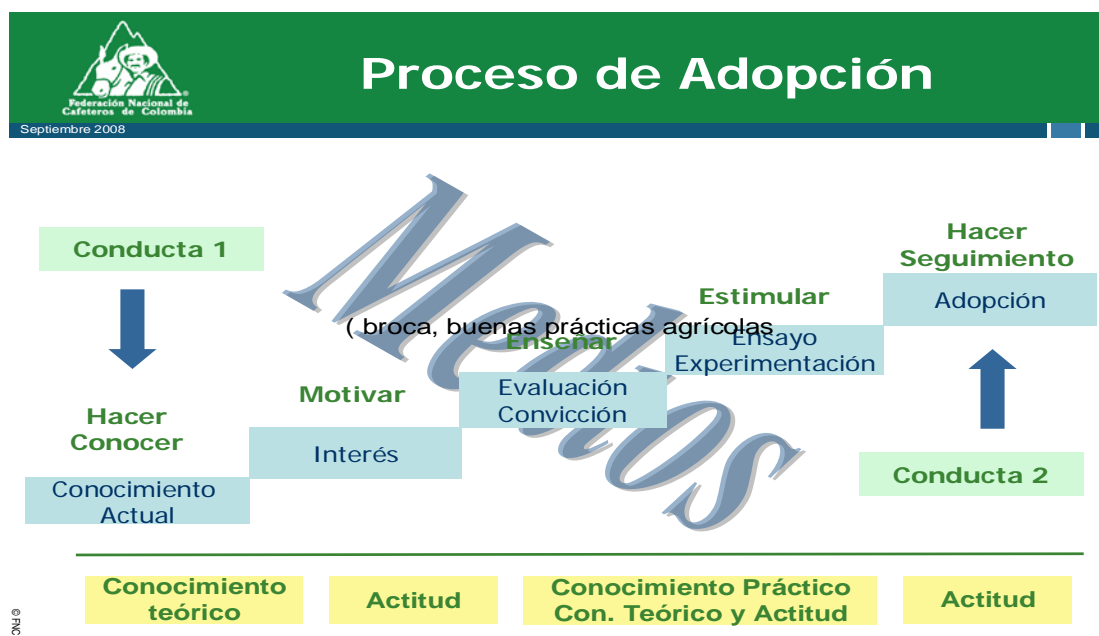 Proceso de Adopción
Federación Nacional de
Cafeteros de Colombia
Septiembre 2008
Medios
Conducta 1
Hacer
Conocer
Conocimiento
Actual
Motivar
Interés
( broca, buenas prácticas agrícolas
Enseñar
Evaluación
Convicción
Estimular
Ensayo
Experimentación
Hacer
Seguimiento
Adopción
Conducta 2
Conocimiento
teórico
Actitud
Conocimiento Práctico
Con. Teórico y Actitud
Actitud
© FNC